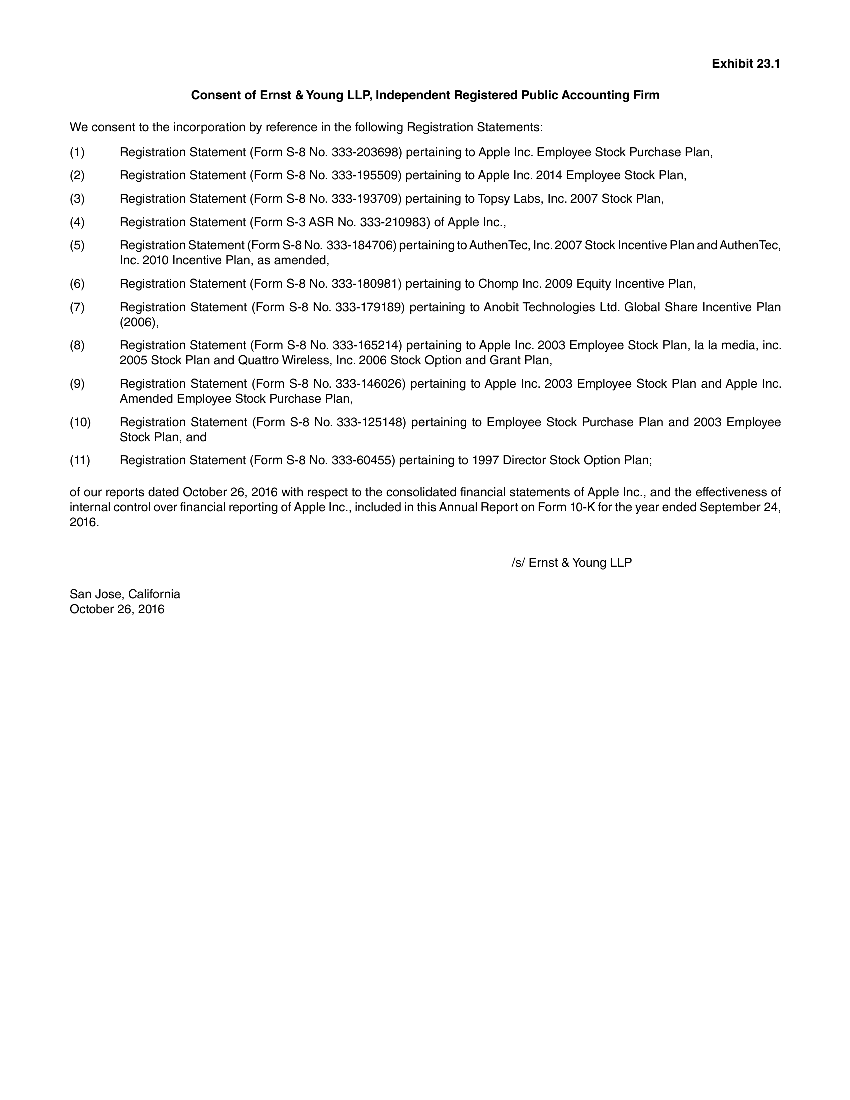 Exhibit 23.1
Consent of Ernst & Young LLP, Independent Registered Public Accounting Firm
We consent to the incorporation by reference in the following Registration Statements:
(1) Registration Statement (Form S-8 No. 333-203698) pertaining to Apple Inc. Employee Stock Purchase Plan,
(2) Registration Statement (Form S-8 No. 333-195509) pertaining to Apple Inc. 2014 Employee Stock Plan,
(3) Registration Statement (Form S-8 No. 333-193709) pertaining to Topsy Labs, Inc. 2007 Stock Plan,
(4) Registration Statement (Form S-3 ASR No. 333-210983) of Apple Inc.,
(5) Registration Statement (Form S-8 No. 333-184706) pertaining to AuthenTec, Inc. 2007 Stock Incentive Plan and AuthenTec,
Inc. 2010 Incentive Plan, as amended,
(6) Registration Statement (Form S-8 No. 333-180981) pertaining to Chomp Inc. 2009 Equity Incentive Plan,
(7) Registration Statement (Form S-8 No. 333-179189) pertaining to Anobit Technologies Ltd. Global Share Incentive Plan
(2006),
(8) Registration Statement (Form S-8 No. 333-165214) pertaining to Apple Inc. 2003 Employee Stock Plan, la la media, inc.
2005 Stock Plan and Quattro Wireless, Inc. 2006 Stock Option and Grant Plan,
(9) Registration Statement (Form S-8 No. 333-146026) pertaining to Apple Inc. 2003 Employee Stock Plan and Apple Inc.
Amended Employee Stock Purchase Plan,
(10) Registration Statement (Form S-8 No. 333-125148) pertaining to Employee Stock Purchase Plan and 2003 Employee
Stock Plan, and
(11) Registration Statement (Form S-8 No. 333-60455) pertaining to 1997 Director Stock Option Plan;
of our reports dated October 26, 2016 with respect to the consolidated financial statements of Apple Inc., and the effectiveness of
internal control over financial reporting of Apple Inc., included in this Annual Report on Form 10-K for the year ended September 24,
2016.
/s/ Ernst & Young LLP
San Jose, California
October 26, 2016